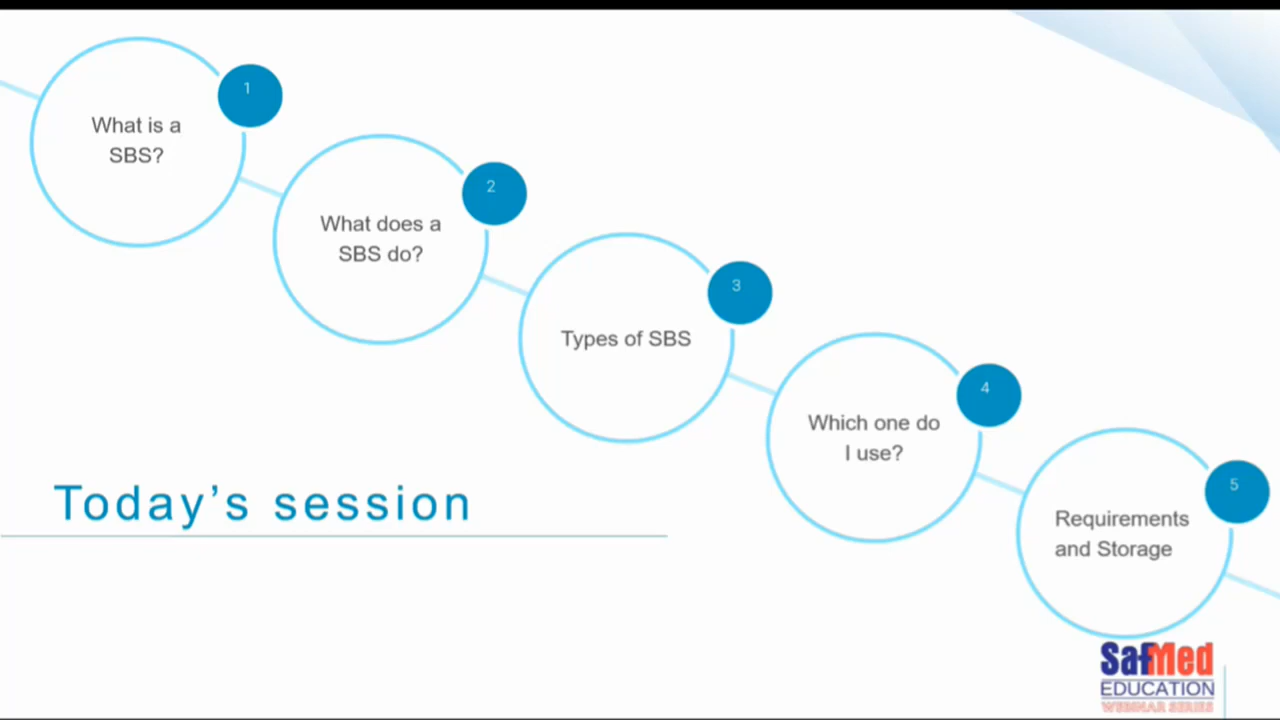 1
What is a
SBS?
2
What does a
SBS do?
3
Types of SBS
4
Which one do
I use?
5
Requirements
and Storage
Today’s session
SafMed
EDUCATION
WEBINAR SERIES